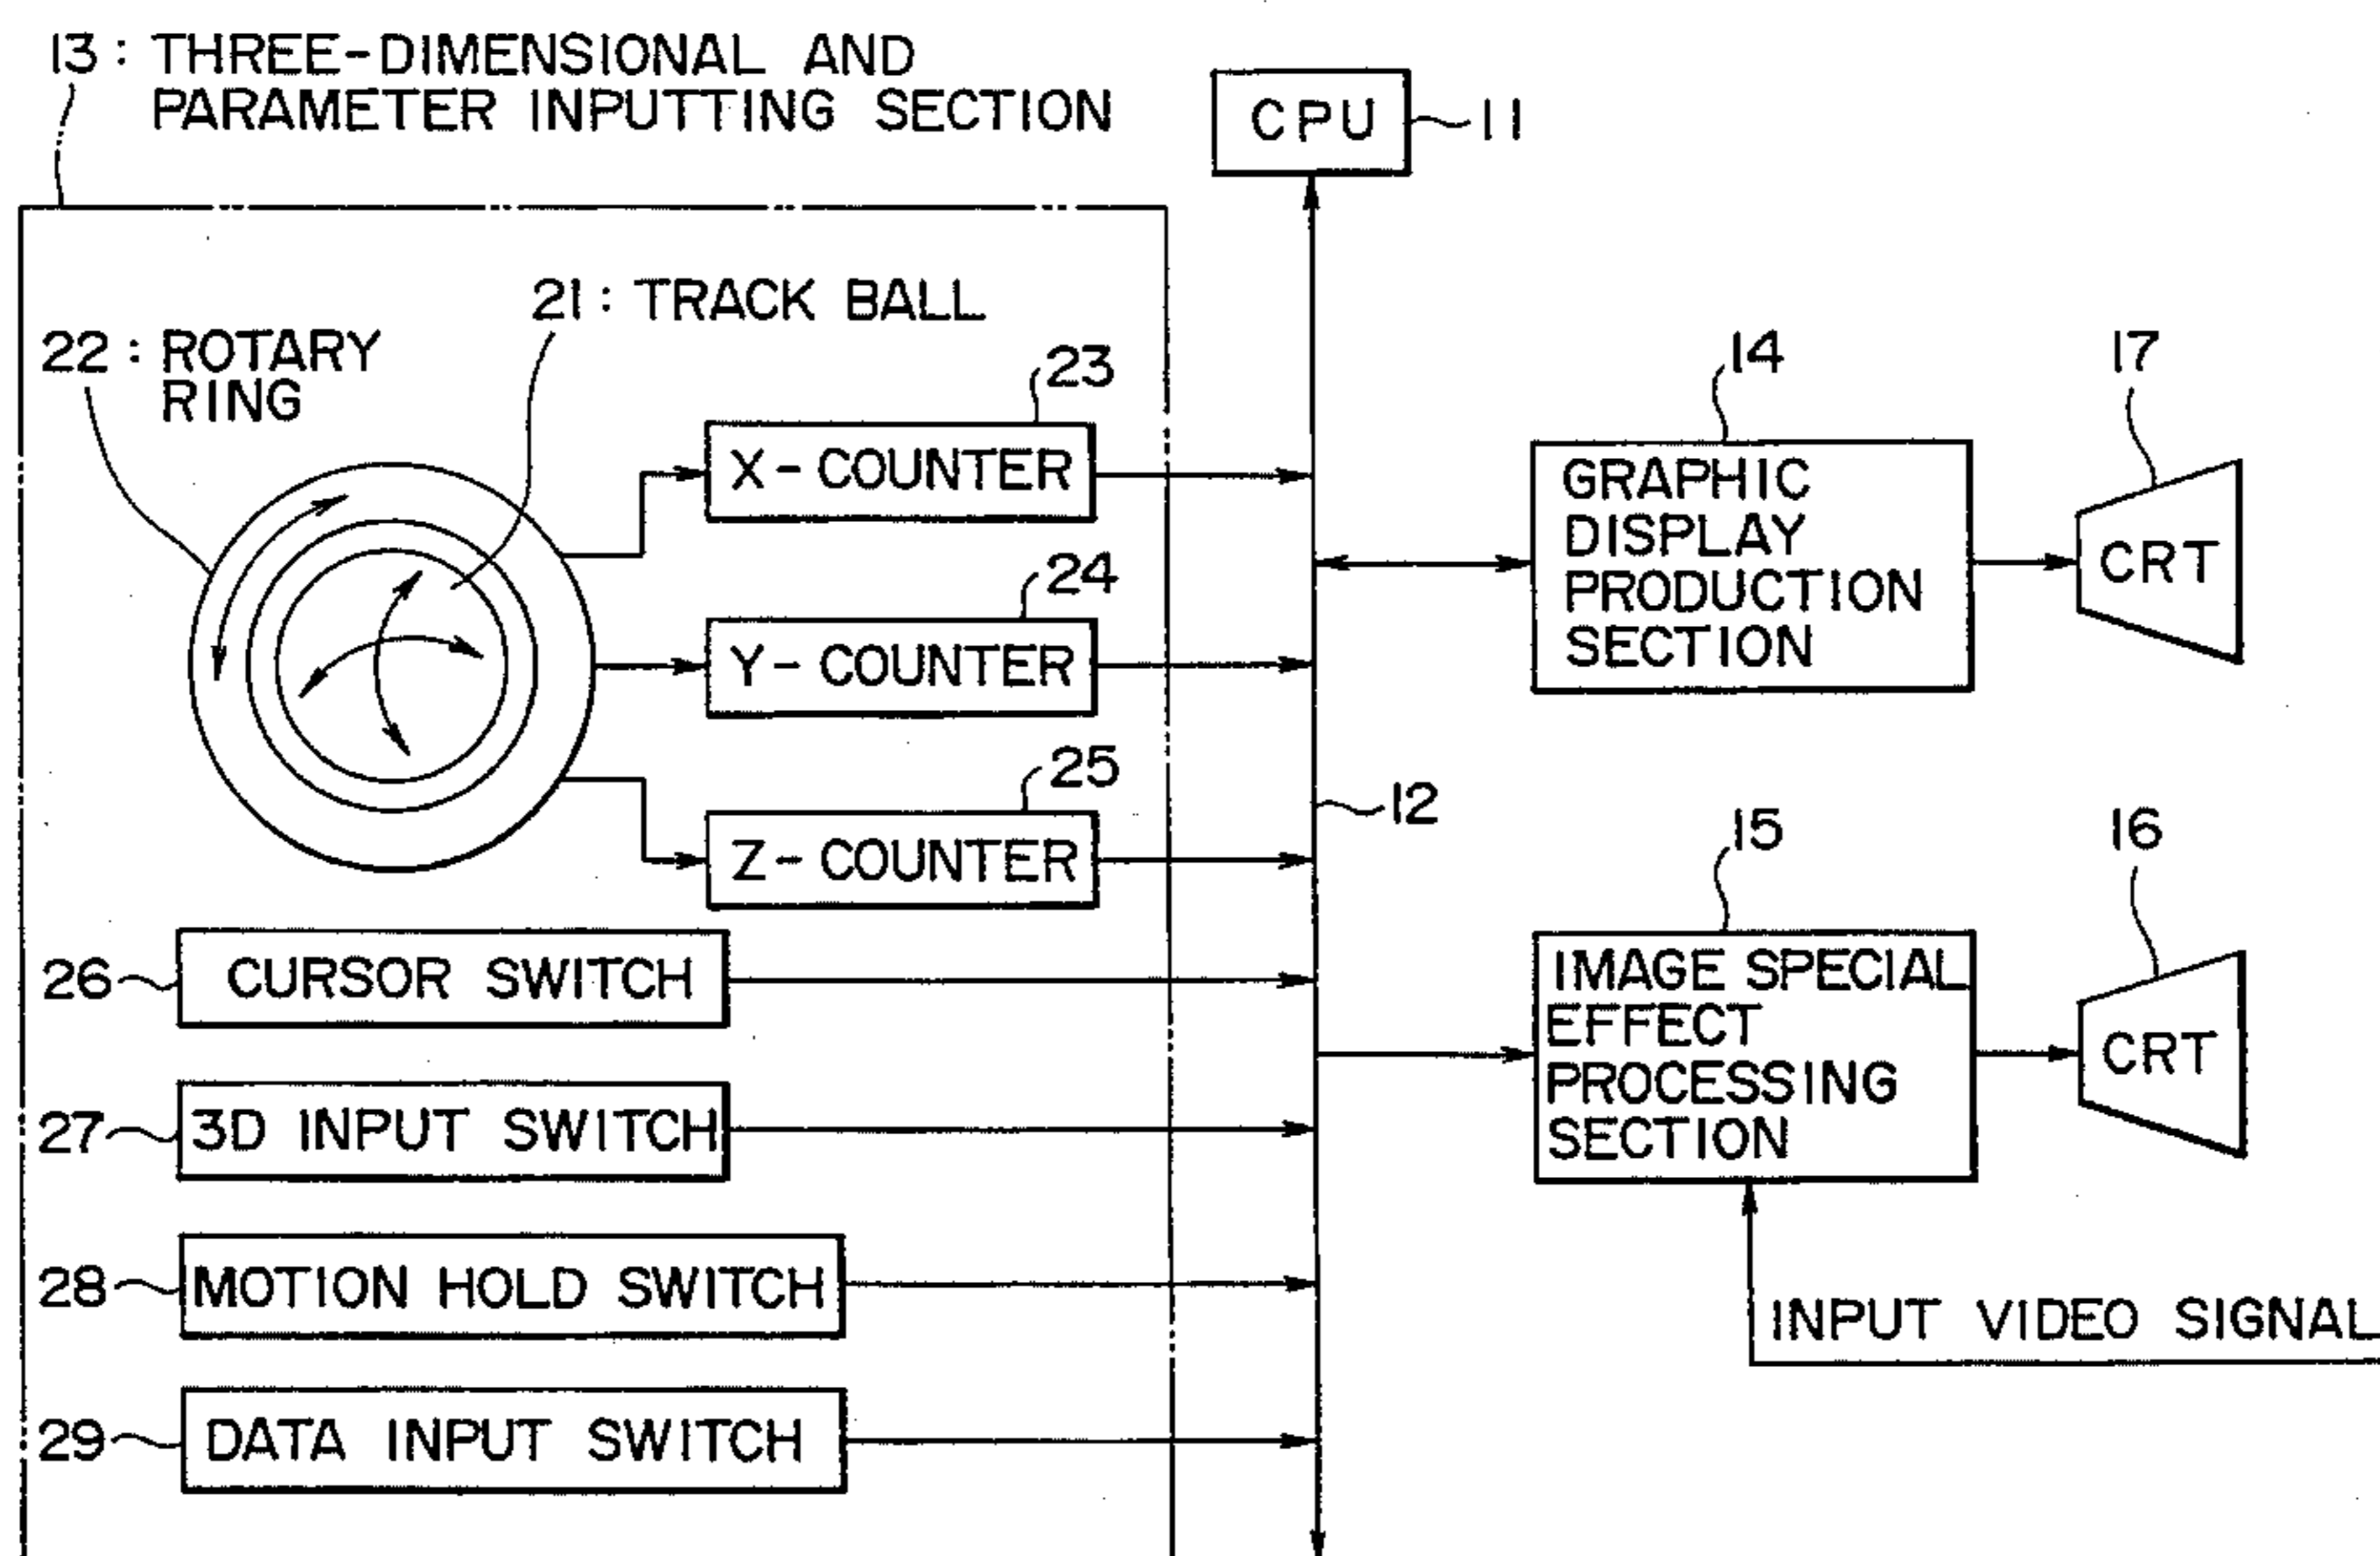 13 : THREE-DIMENSIONAL AND
PARAMETER INPUTTING SECTION
CPU
11
21 : TRACK BALL
22 : ROTARY
RING
23
X-COUNTER
24
Y-COUNTER
25
Z-COUNTER
14
GRAPHIC
DISPLAY
PRODUCTION
SECTION
17
CRT
12
15
IMAGE SPECIAL
EFFECT
PROCESSING
SECTION
16
CRT
26
CURSOR SWITCH
27
3D INPUT SWITCH
28
MOTION HOLD SWITCH
INPUT VIDEO SIGNAL
29
DATA INPUT SWITCH